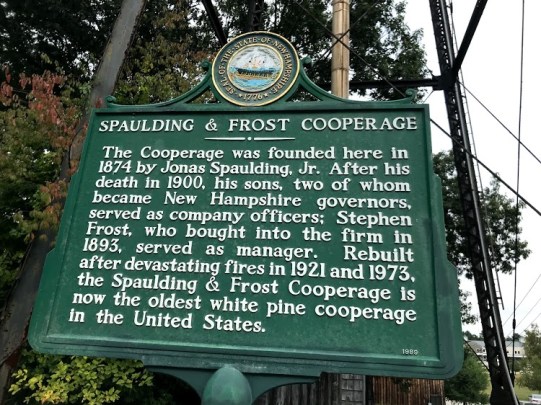 SEAL OF THE STATE OF NEW HAMPSHIRE
1776
SPAULDING & FROST COOPERAGE
The Cooperage was founded here in
1874 by Jonas Spaulding, Jr. After his
death in 1900, his sons, two of whom
became New Hampshire governors,
served as company officers; Stephen
Frost, who bought into the firm in
1893, served as manager. Rebuilt
after devastating fires in 1921 and 1973,
the Spaulding & Frost Cooperage is
now the oldest white pine cooperage
in the United States.
1989